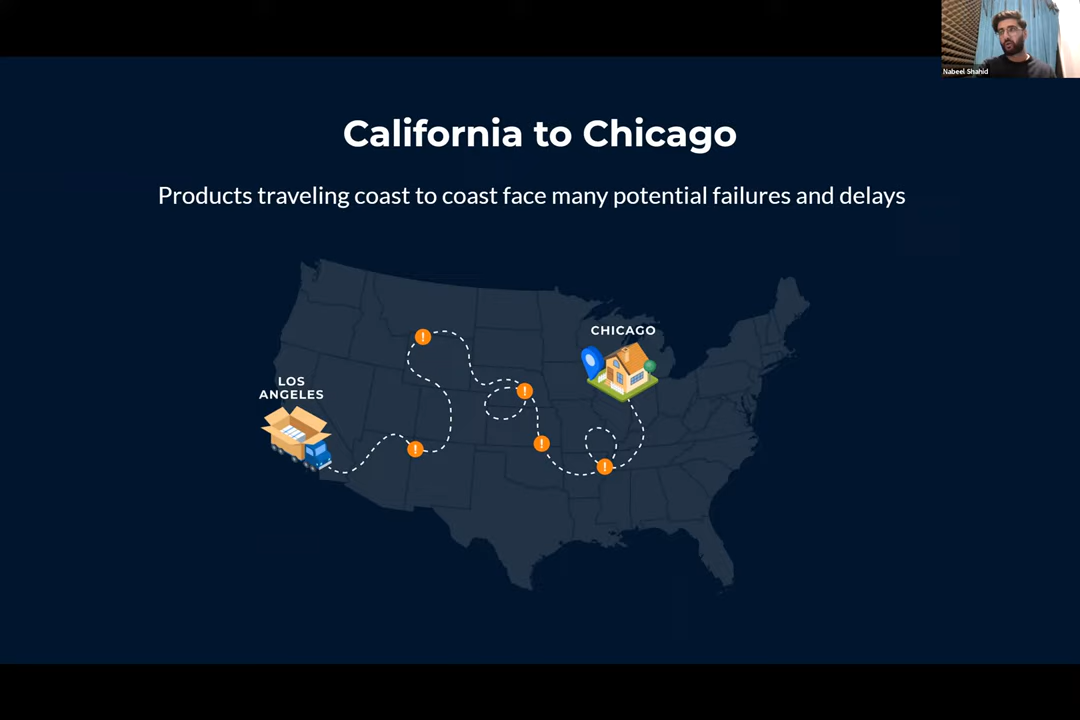 Nabeel Shahid
California to Chicago
Products traveling coast to coast face many potential failures and delays
CHICAGO
LOS
ANGELES
!
!
!
!
!